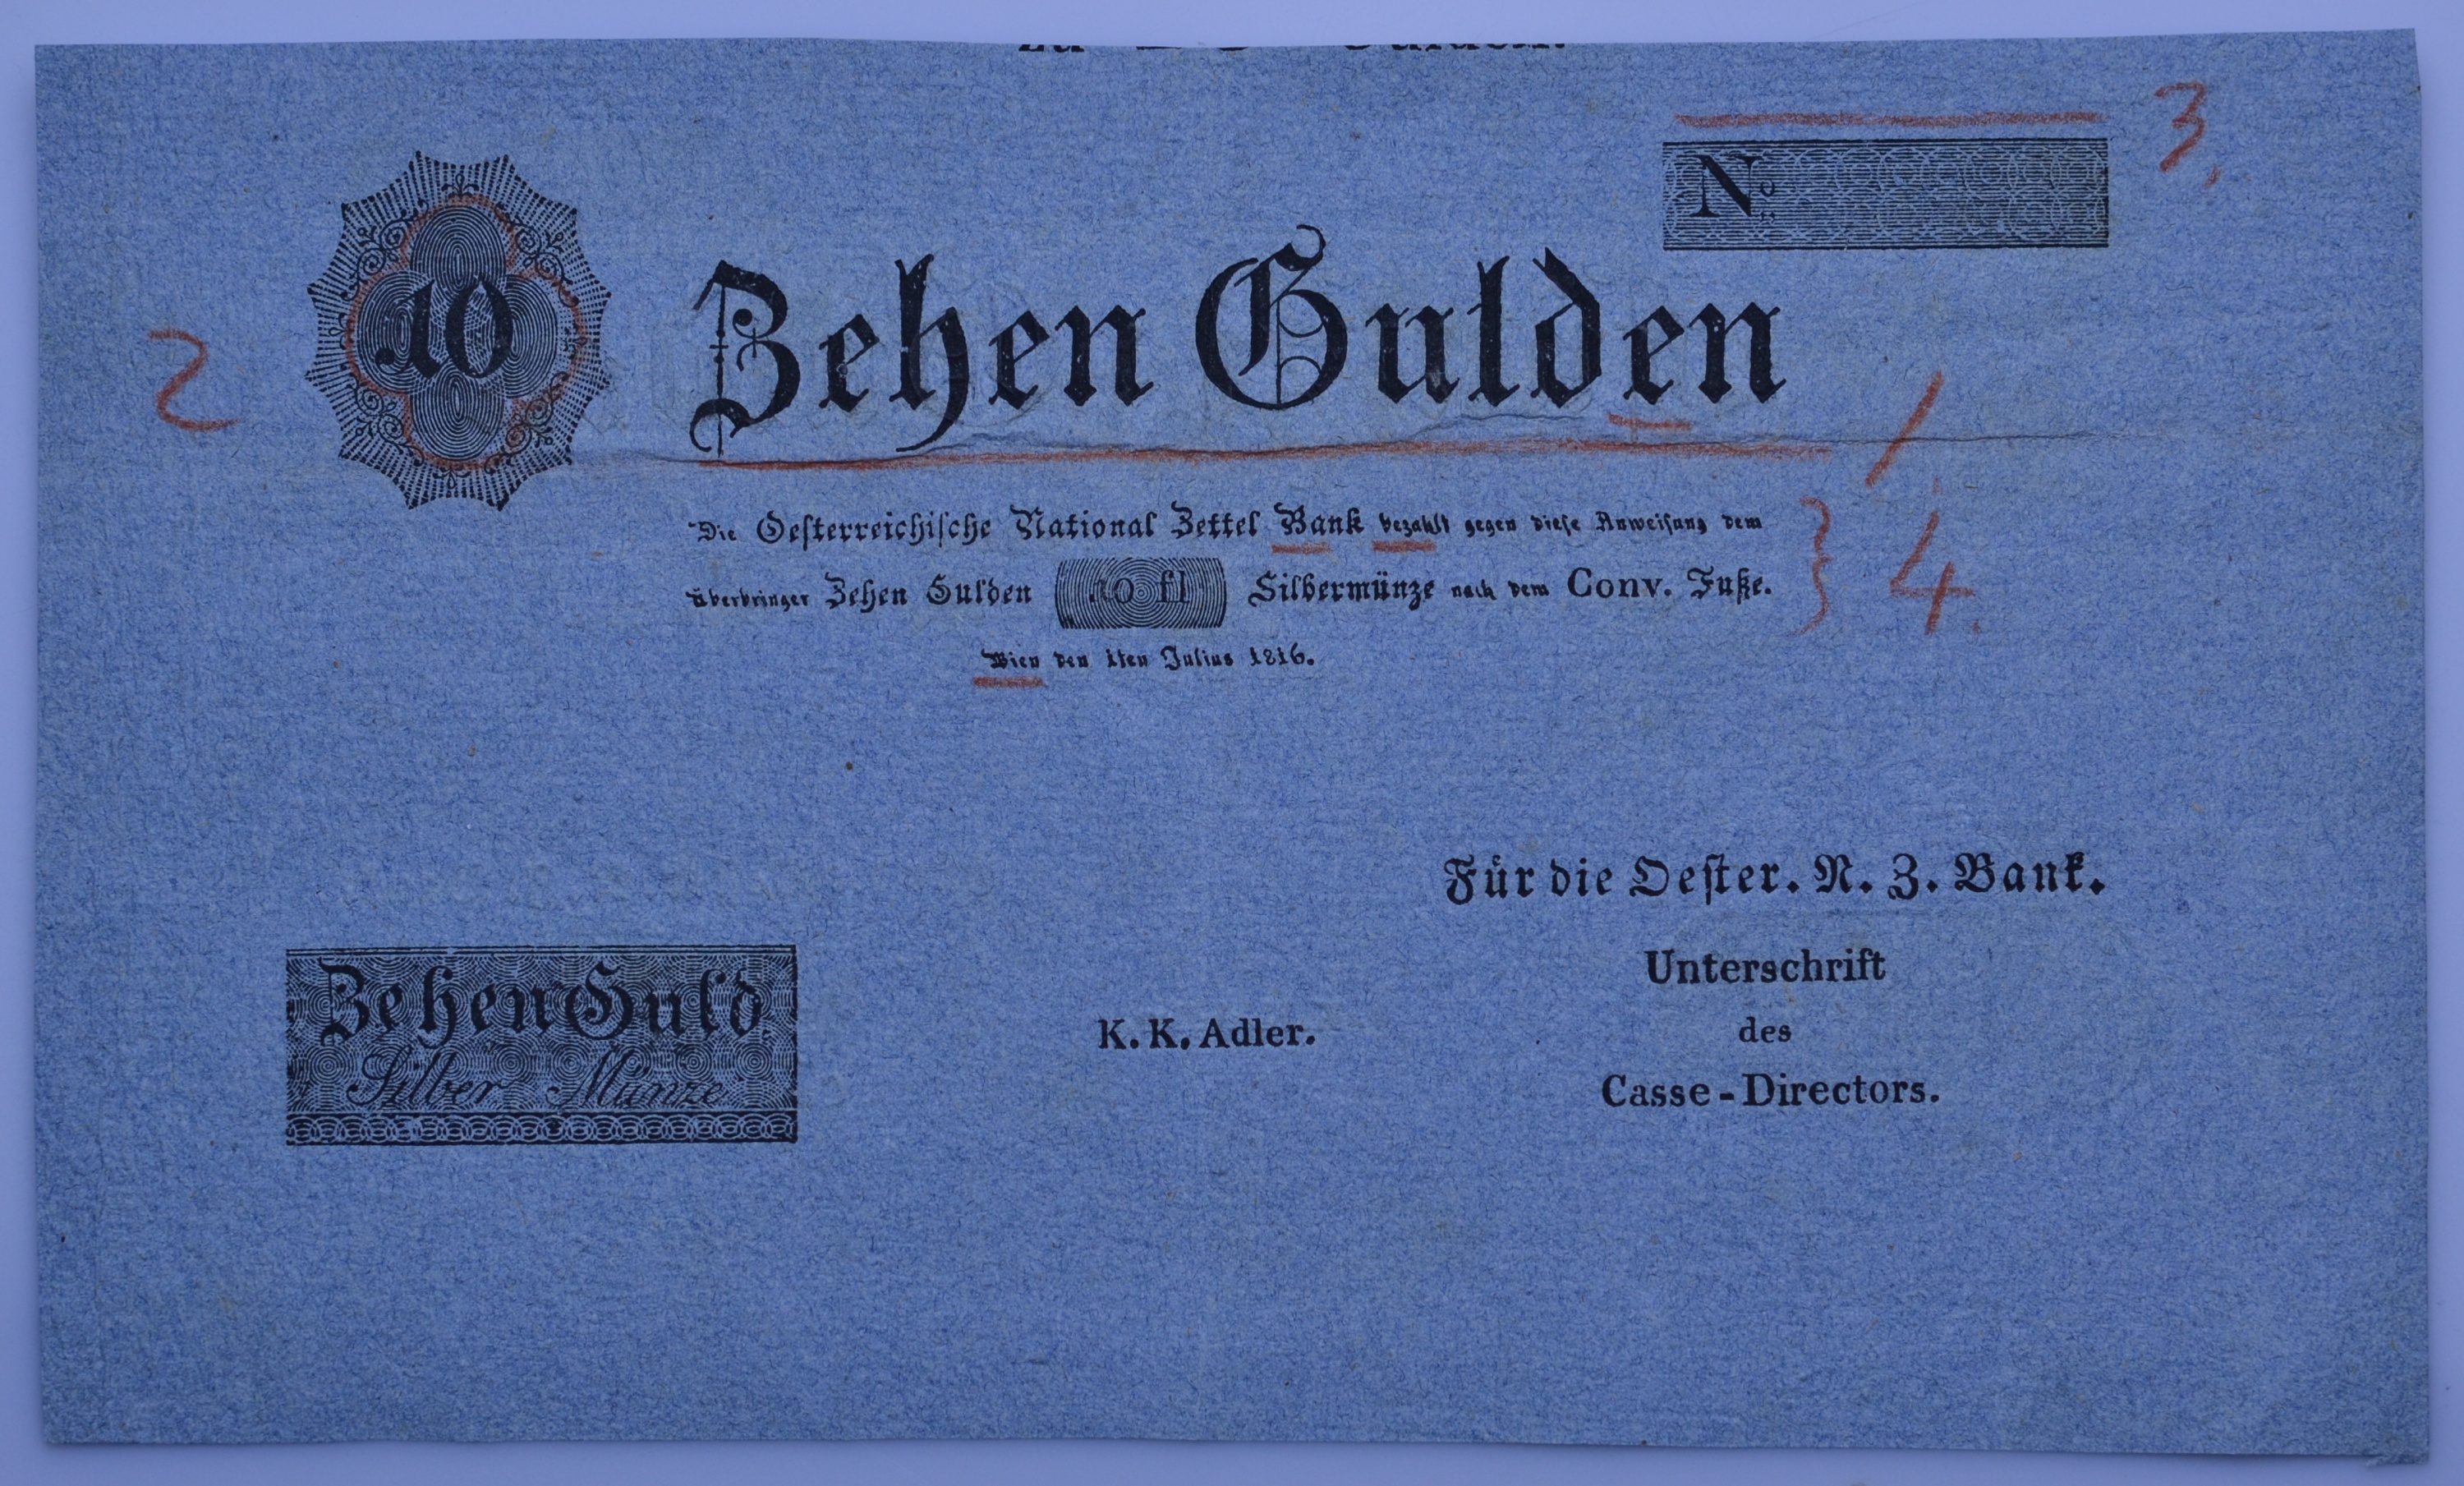 N<sup>o</sup>:
3.
10
Zehen Gulden
2
1
Die Oeſterreichiſche National Zettel Bank bezahlt gegen dieſe Anweiſung dem
Überbringer Zehen Gulden 10 fl Silbermünze nach dem Conv. Fuße.
4.
Wien den 1ten Julius 1816.
Für die Oeſter. N. Z. Bank.
Zehen Guld.
Silber Münze
K. K. Adler.
Unterschrift
des
Casse-Directors.